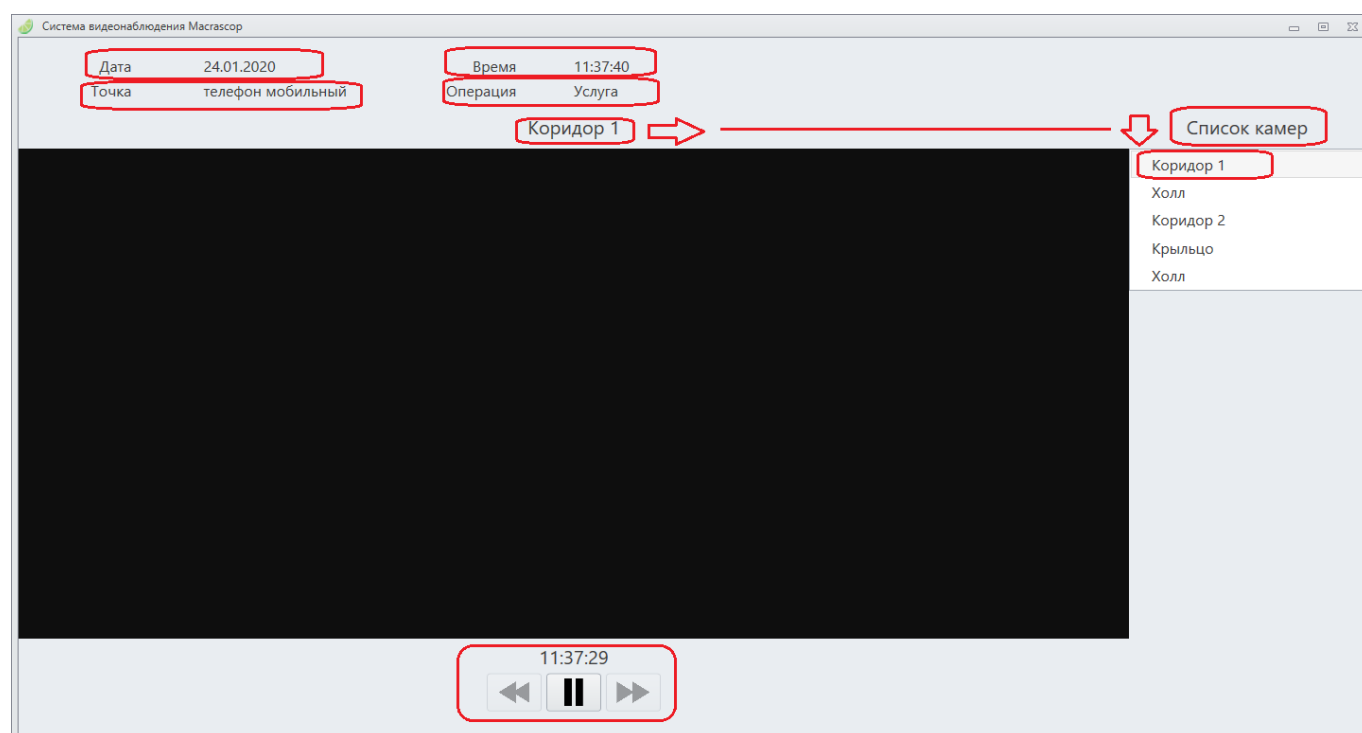 Система видеонаблюдения Macrascop
Дата 24.01.2020 Время 11:37:40
Точка телефон мобильный Операция Услуга
Коридор 1 Список камер
Коридор 1
Холл
Коридор 2
Крыльцо
Холл
11:37:29